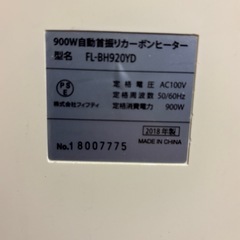 900W自動首振りカーボンヒーター
型名 FL-BH920YD
PSE
定格電圧 AC100V
定格周波数 50/60Hz
定格消費電力 900W
株式会社フィフティ
2018年製
MADE IN CHINA
No.18007775